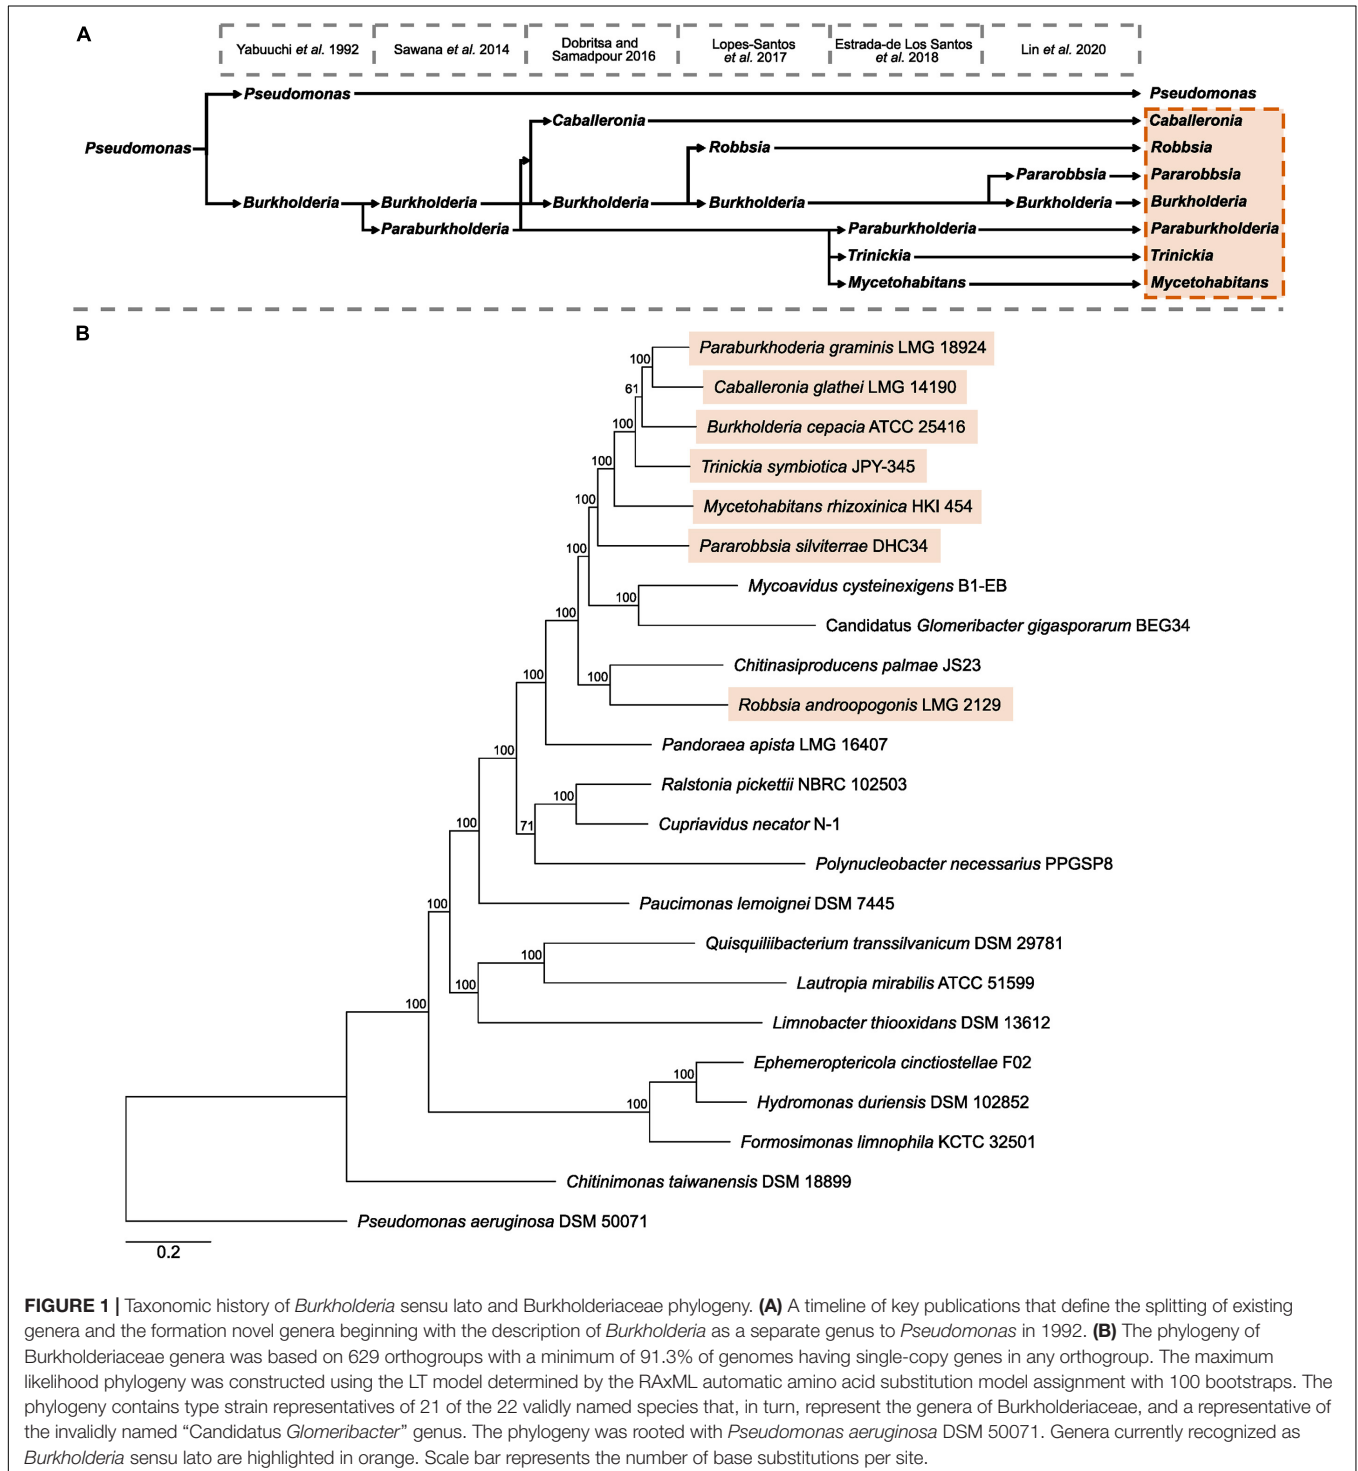 A
Yabuuchi et al. 1992
Sawana et al. 2014
Dobritsa and
Samadpour 2016
Lopes-Santos
et al. 2017
Estrada-de Los Santos
et al. 2018
Lin et al. 2020
Pseudomonas
Pseudomonas
Caballeronia
Caballeronia
Pseudomonas
Robbsia
Robbsia
Pararobbsia
Pararobbsia
Burkholderia
Burkholderia
Burkholderia
Burkholderia
Burkholderia
Burkholderia
Paraburkholderia
Paraburkholderia
Paraburkholderia
Trinickia
Trinickia
Mycetohabitans
Mycetohabitans
B
Paraburkhoderia graminis LMG 18924
100
Caballeronia glathei LMG 14190
61
Burkholderia cepacia ATCC 25416
100
Trinickia symbiotica JPY-345
100
Mycetohabitans rhizoxinica HKI 454
100
Pararobbsia silviterrae DHC34
100
Mycoavidus cysteinexigens B1-EB
100
Candidatus Glomeribacter gigasporarum BEG34
100
Chitinasiproducens palmae JS23
100
Robbsia androopogonis LMG 2129
100
Pandoraea apista LMG 16407
100
Ralstonia pickettii NBRC 102503
100
Cupriavidus necator N-1
71
100
Polynucleobacter necessarius PPGSP8
Paucimonas lemoignei DSM 7445
100
Quisquiliibacterium transsilvanicum DSM 29781
100
Lautropia mirabilis ATCC 51599
100
Limnobacter thiooxidans DSM 13612
100
Ephemeroptericola cinctiostellae F02
100
Hydromonas duriensis DSM 102852
100
Formosimonas limnophila KCTC 32501
Chitinimonas taiwanensis DSM 18899
Pseudomonas aeruginosa DSM 50071
0.2
FIGURE 1 | Taxonomic history of Burkholderia sensu lato and Burkholderiaceae phylogeny. (A) A timeline of key publications that define the splitting of existing
genera and the formation novel genera beginning with the description of Burkholderia as a separate genus to Pseudomonas in 1992. (B) The phylogeny of
Burkholderiaceae genera was based on 629 orthogroups with a minimum of 91.3% of genomes having single-copy genes in any orthogroup. The maximum
likelihood phylogeny was constructed using the LT model determined by the RAxML automatic amino acid substitution model assignment with 100 bootstraps. The
phylogeny contains type strain representatives of 21 of the 22 validly named species that, in turn, represent the genera of Burkholderiaceae, and a representative of
the invalidly named “Candidatus Glomeribacter” genus. The phylogeny was rooted with Pseudomonas aeruginosa DSM 50071. Genera currently recognized as
Burkholderia sensu lato are highlighted in orange. Scale bar represents the number of base substitutions per site.